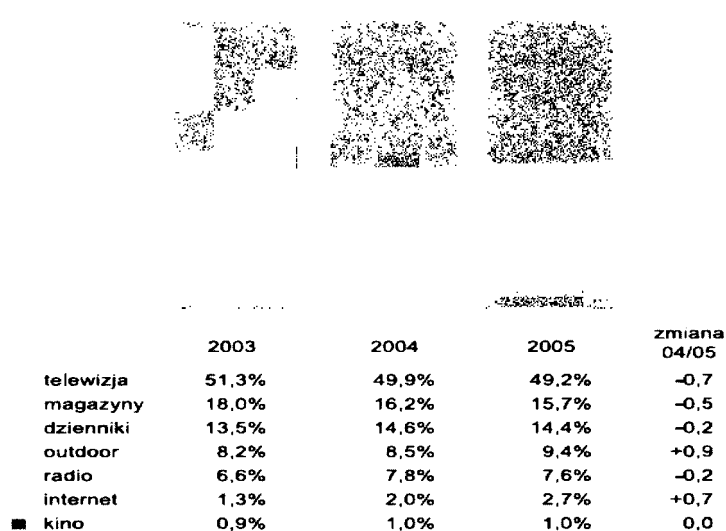 zmiana
2003 2004 2005 04/05
telewizja 51,3% 49,9% 49,2% –0,7
magazyny 18,0% 16,2% 15,7% –0,5
dzienniki 13,5% 14,6% 14,4% –0,2
outdoor 8,2% 8,5% 9,4% +0,9
radio 6,6% 7,8% 7,6% –0,2
internet 1,3% 2,0% 2,7% +0,7
kino 0,9% 1,0% 1,0% 0,0